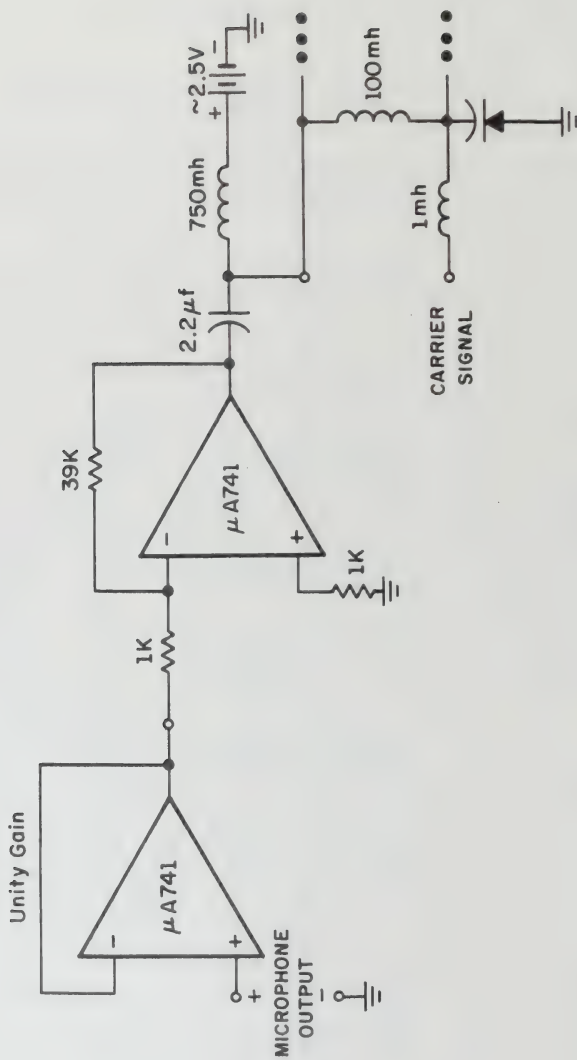 Unity Gain
µA741
-
+
MICROPHONE
OUTPUT
+
-
1K
39K
µA741
-
+
1K
2.2µf
750mh
~2.5V
+
-
100mh
1mh
CARRIER
SIGNAL